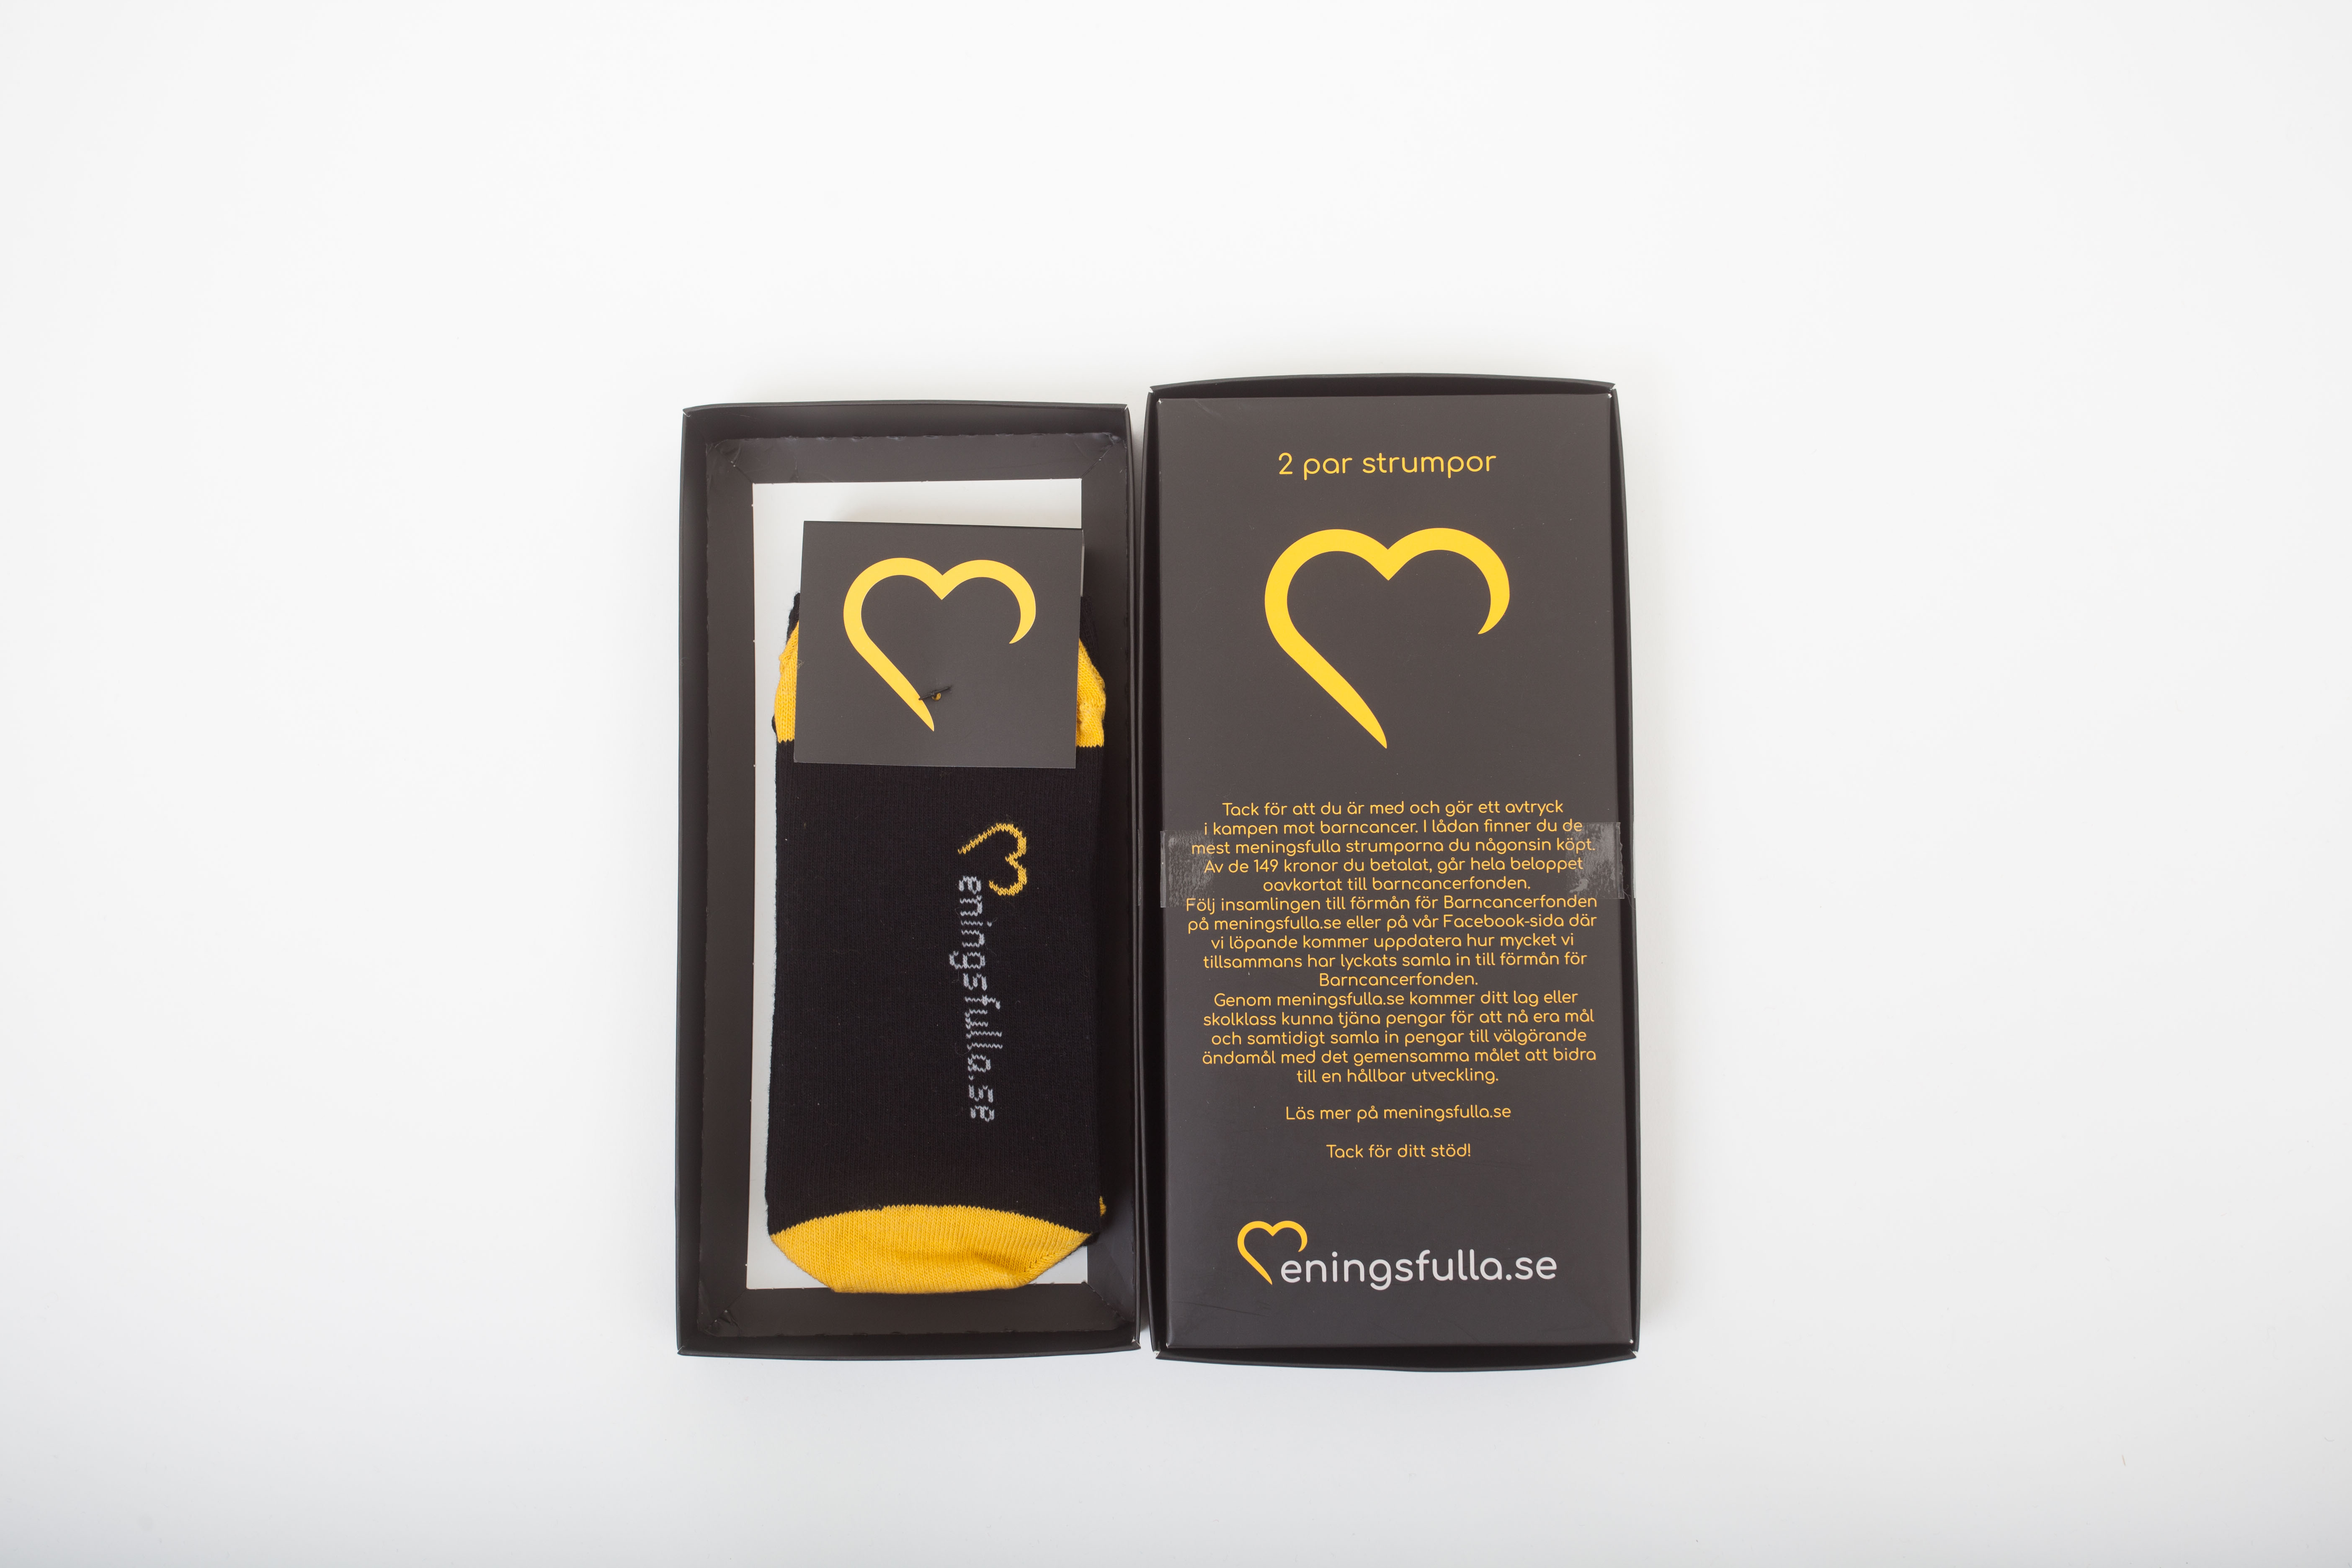 eningsfulla.se
2 par strumpor
Tack för att du är med och gör ett avtryck
i kampen mot barncancer. I lådan finner du de
mest meningsfulla strumporna du någonsin köpt.
Av de 149 kronor du betalat, går hela beloppet
oavkortat till barncancerfonden.
Följ insamlingen till förmån för Barncancerfonden
på meningsfulla.se eller på vår Facebook-sida där
vi löpande kommer uppdatera hur mycket vi
tillsammans har lyckats samla in till förmån för
Barncancerfonden.
Genom meningsfulla.se kommer ditt lag eller
skolklass kunna tjäna pengar för att nå era mål
och samtidigt samla in pengar till välgörande
ändamål med det gemensamma målet att bidra
till en hållbar utveckling.
Läs mer på meningsfulla.se
Tack för ditt stöd!
eningsfulla.se